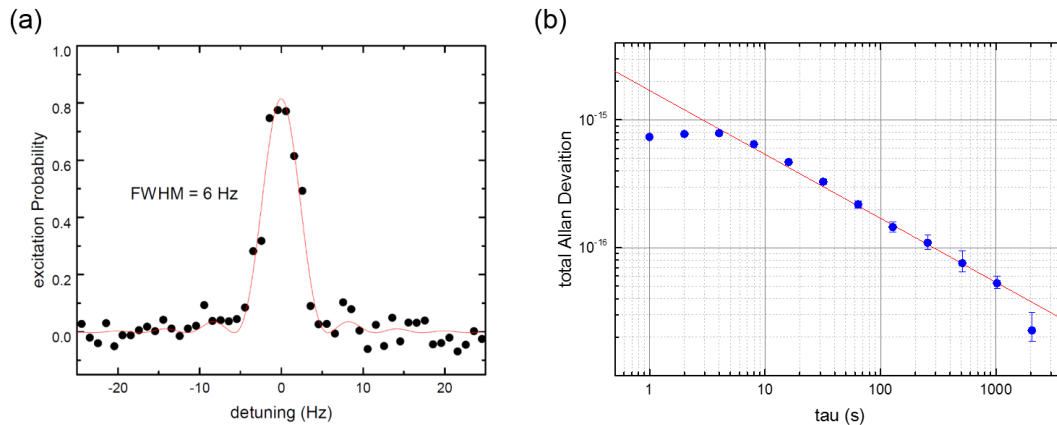 (a)
excitation Probability
1.0
0.8
0.6
0.4
0.2
0.0
FWHM = 6 Hz
-20
-10
0
10
20
detuning (Hz)
(b)
total Allan Devation
10⁻¹⁵
10⁻¹⁶
1
10
100
1000
tau (s)